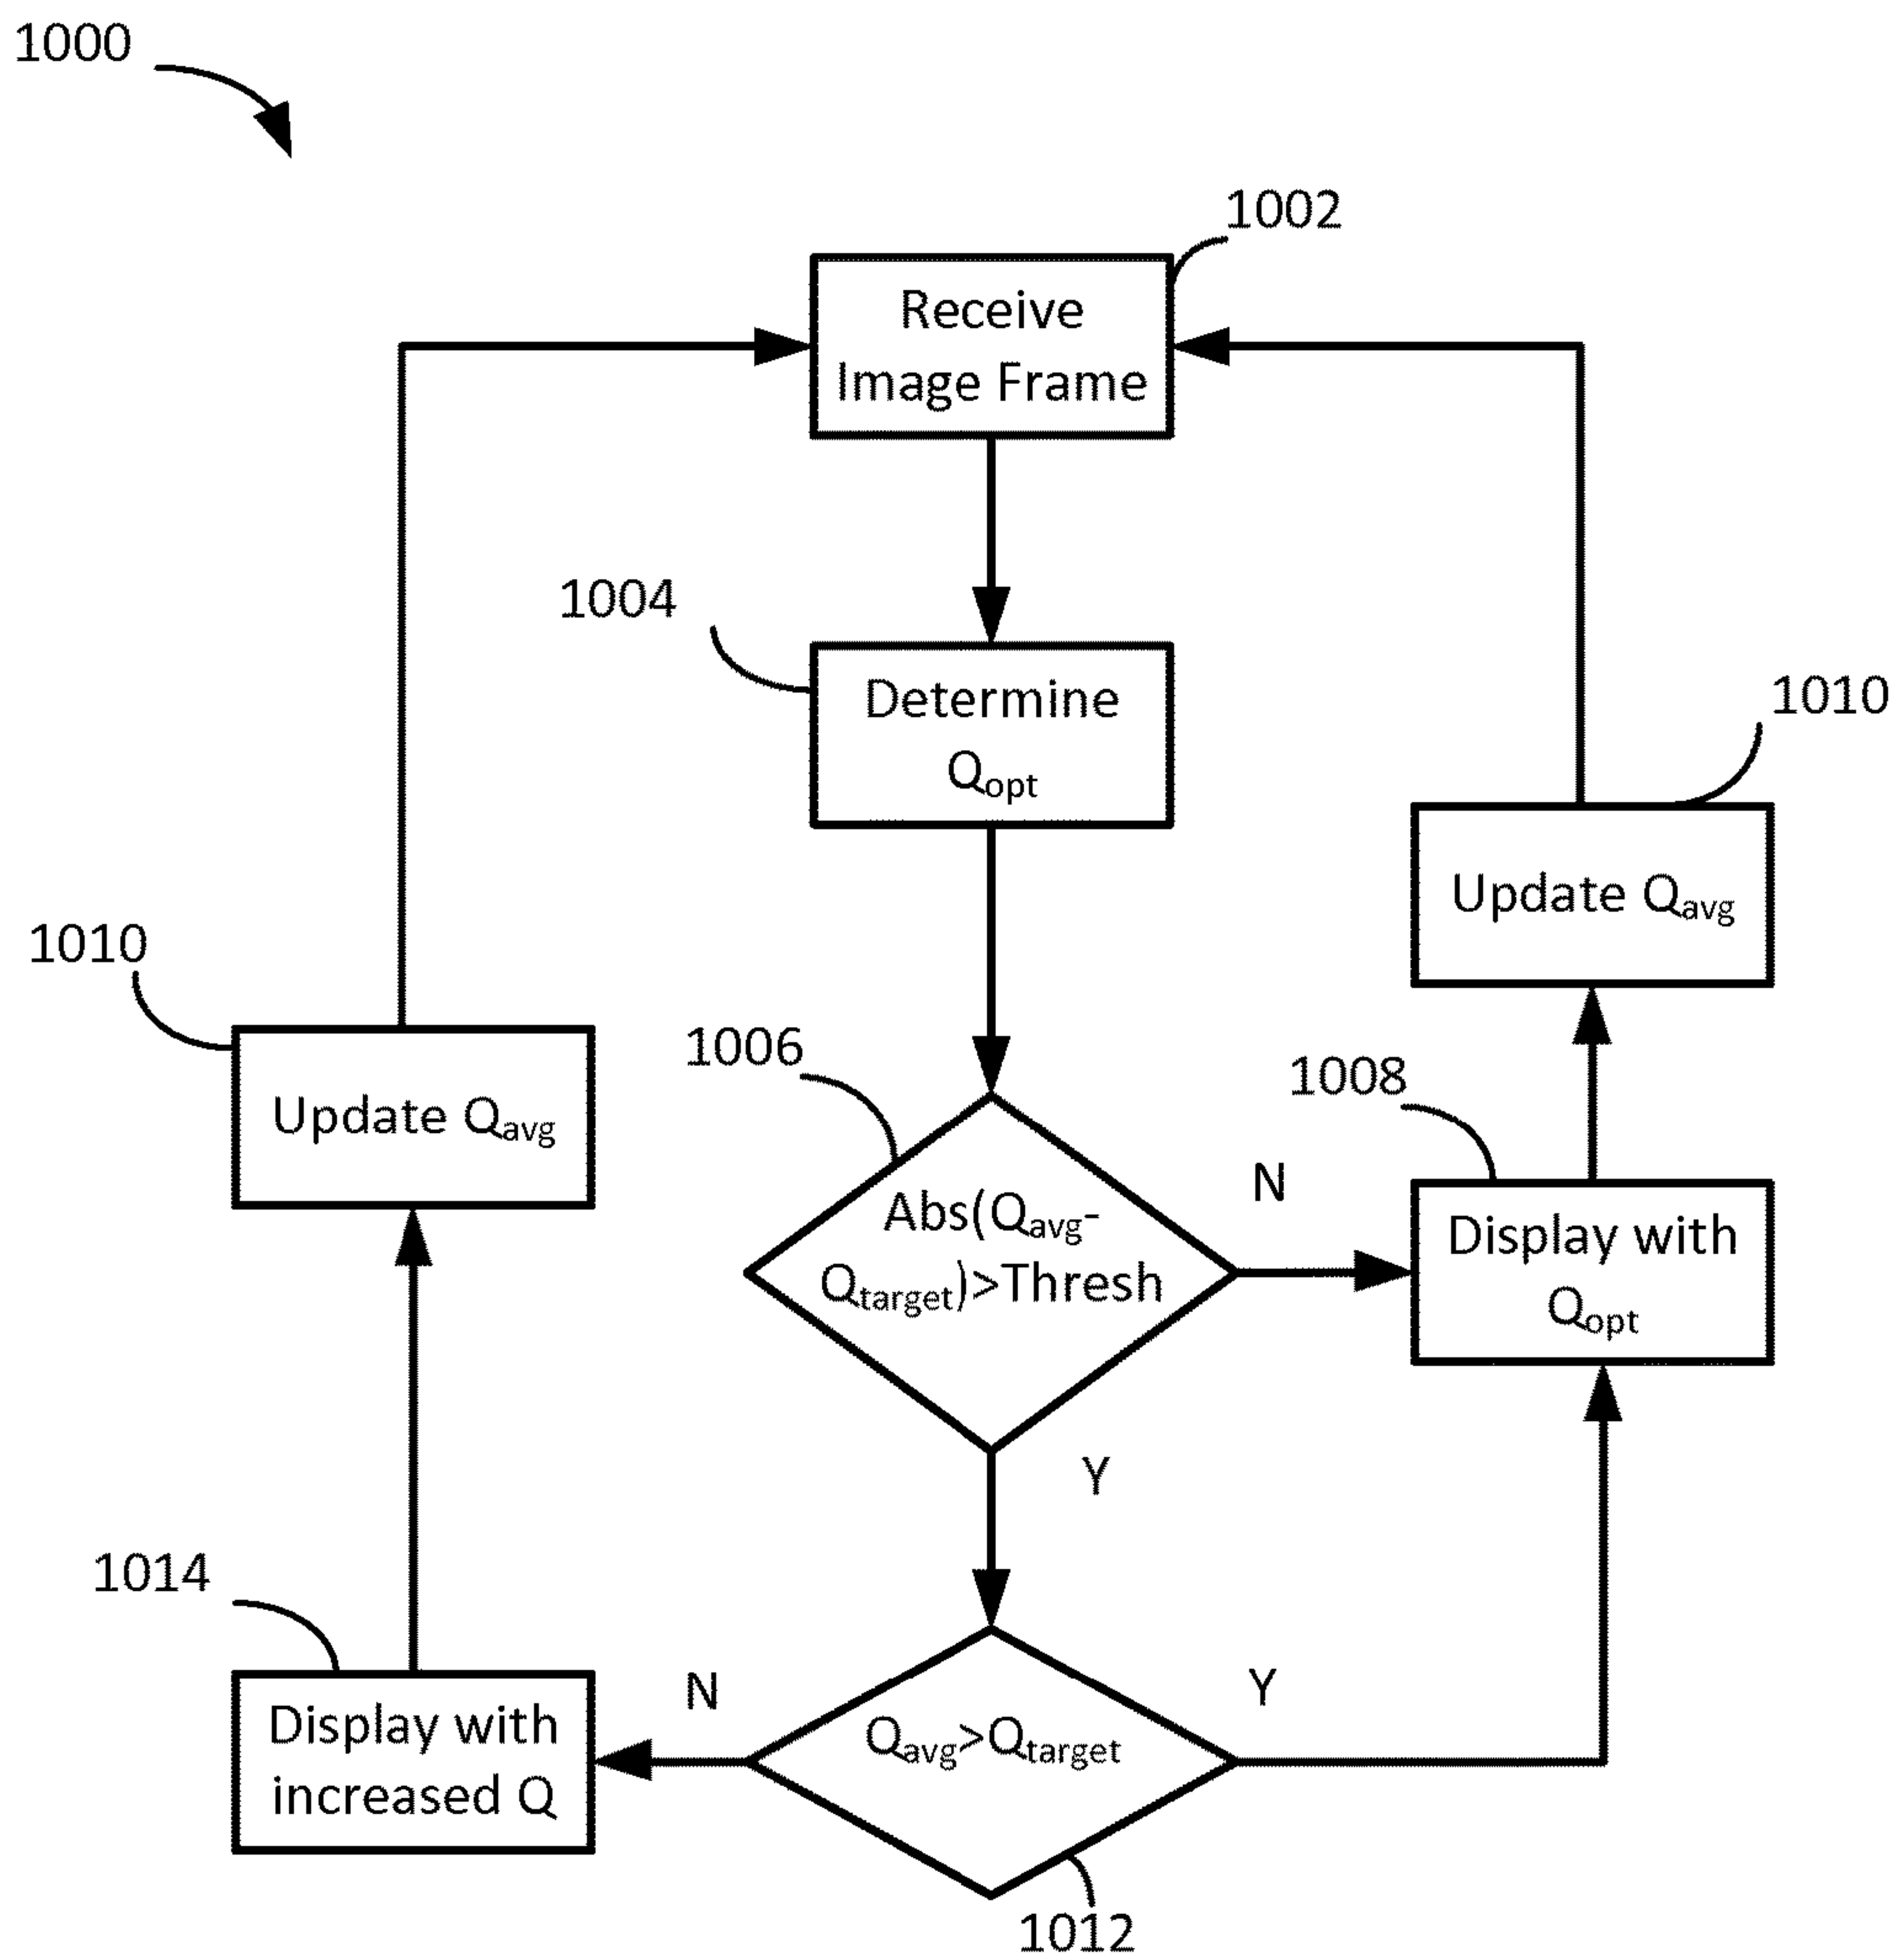 1000
1002
Receive
Image Frame
1004
Determine
Qopt
1010
Update Qavg
1010
Update Qavg
1006
Abs(Qavg-
Qtarget)>Thresh
N
Y
1008
Display with
Qopt
1014
Display with
increased Q
N
Qavg>Qtarget
Y
1012